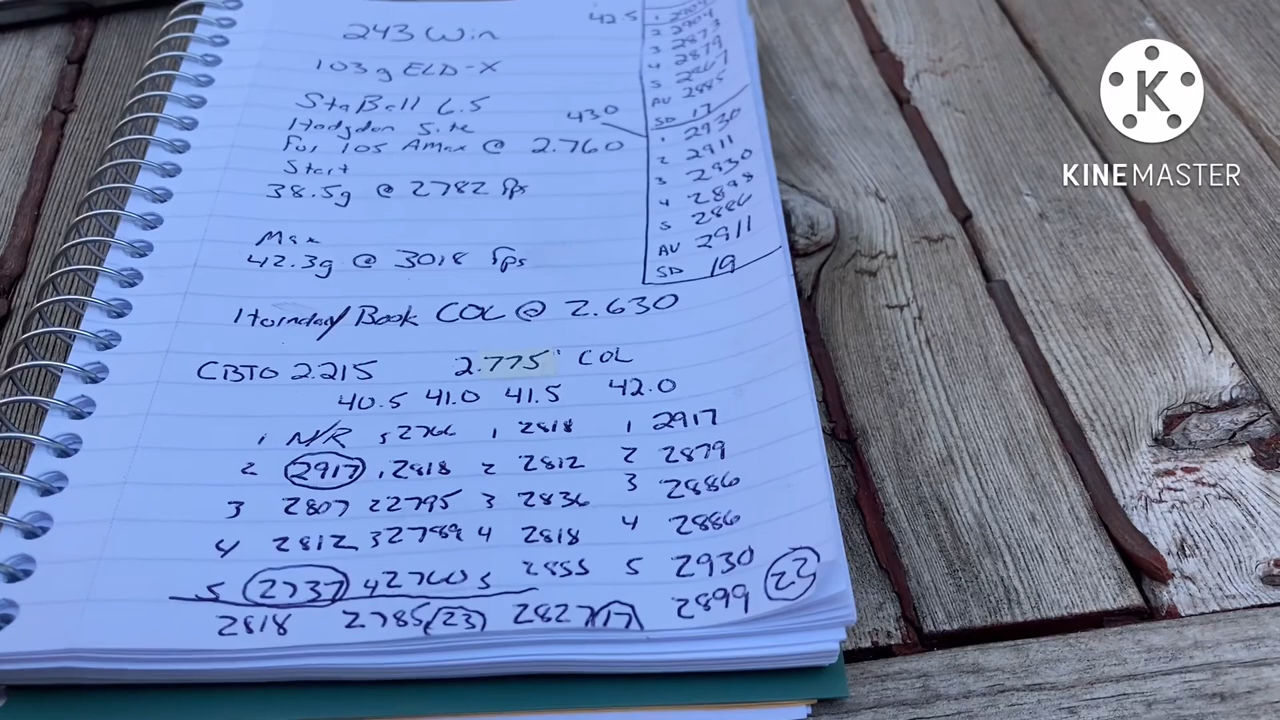 243 Win
103g ELD-X
StaBall 6.5
Hodgdon Site
For 105 Amax @ 2.760
Start
38.5g @ 2782 fps
Max
42.3g @ 3018 fps
Hornday Book COL @ 2.630
CBTO 2.215 2.775" COL
40.5 41.0 41.5 42.0
1 N/R 5 2766 1 2818 1 2917
2 2917 1 2818 2 2812 2 2879
3 2807 2 2795 3 2836 3 2886
4 2812 3 2789 4 2818 4 2886
5 2737 4 2760 5 2855 5 2930
2818 2785 (23) 2827 (17) 2899 22
42.5
1 2904
2 2904
3 2873
4 2879
5 2867
AV 2885
SD 17
43.0
1 2930
2 2911
3 2930
4 2898
5 2886
AV 2911
SD 19
K
KINEMASTER